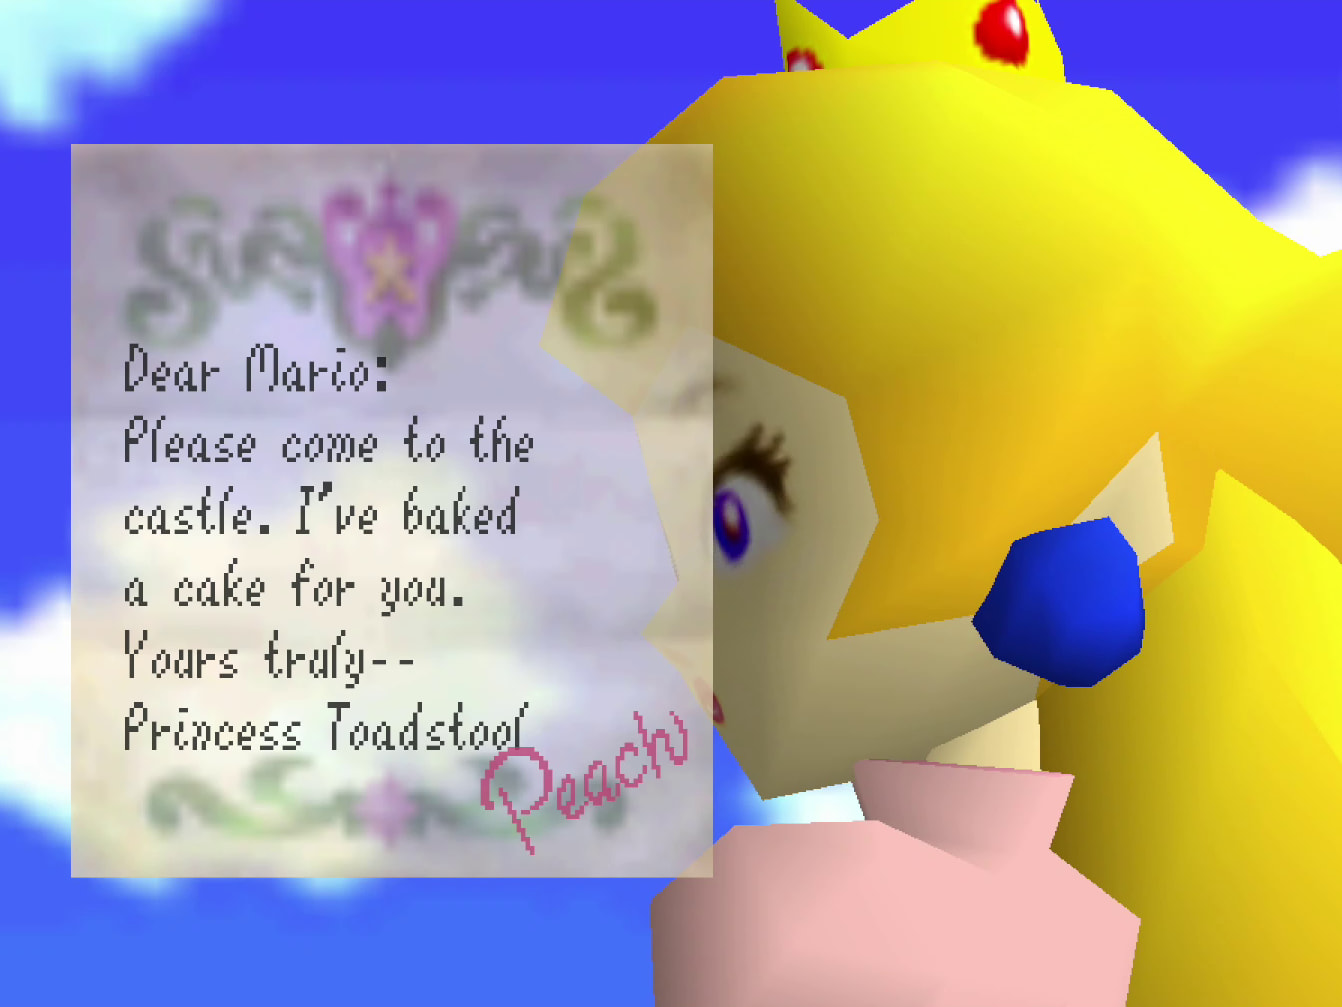 Dear Mario:
Please come to the
castle. I've baked
a cake for you.
Yours truly--
Princess Toadstool
Peach